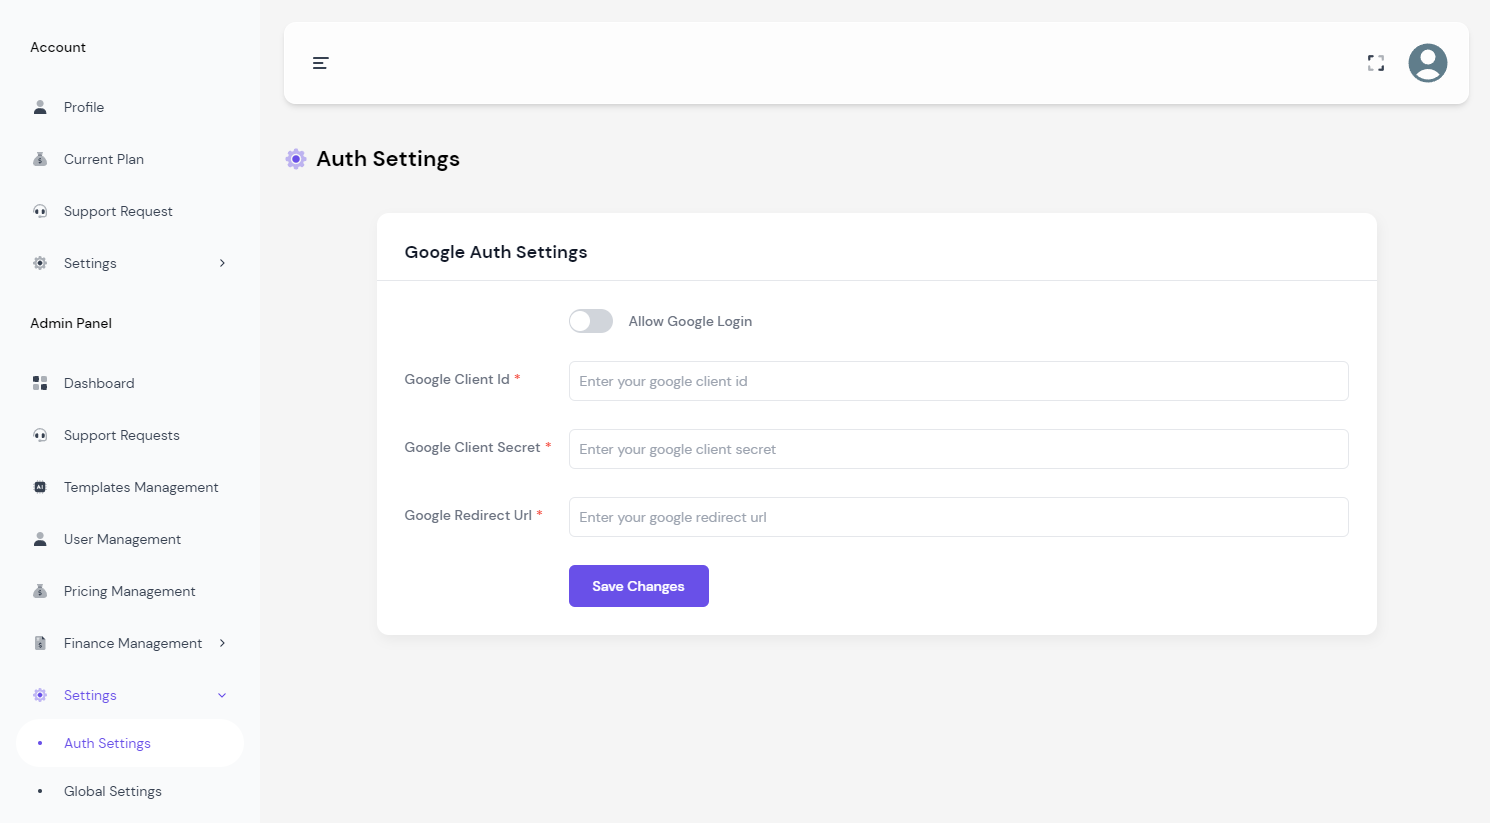 Account
Profile
Current Plan
Support Request
Settings
Admin Panel
Dashboard
Support Requests
AI
Templates Management
User Management
Pricing Management
Finance Management
Settings
Auth Settings
Global Settings
Auth Settings
Google Auth Settings
Allow Google Login
Google Client Id *
Enter your google client id
Google Client Secret *
Enter your google client secret
Google Redirect Url *
Enter your google redirect url
Save Changes